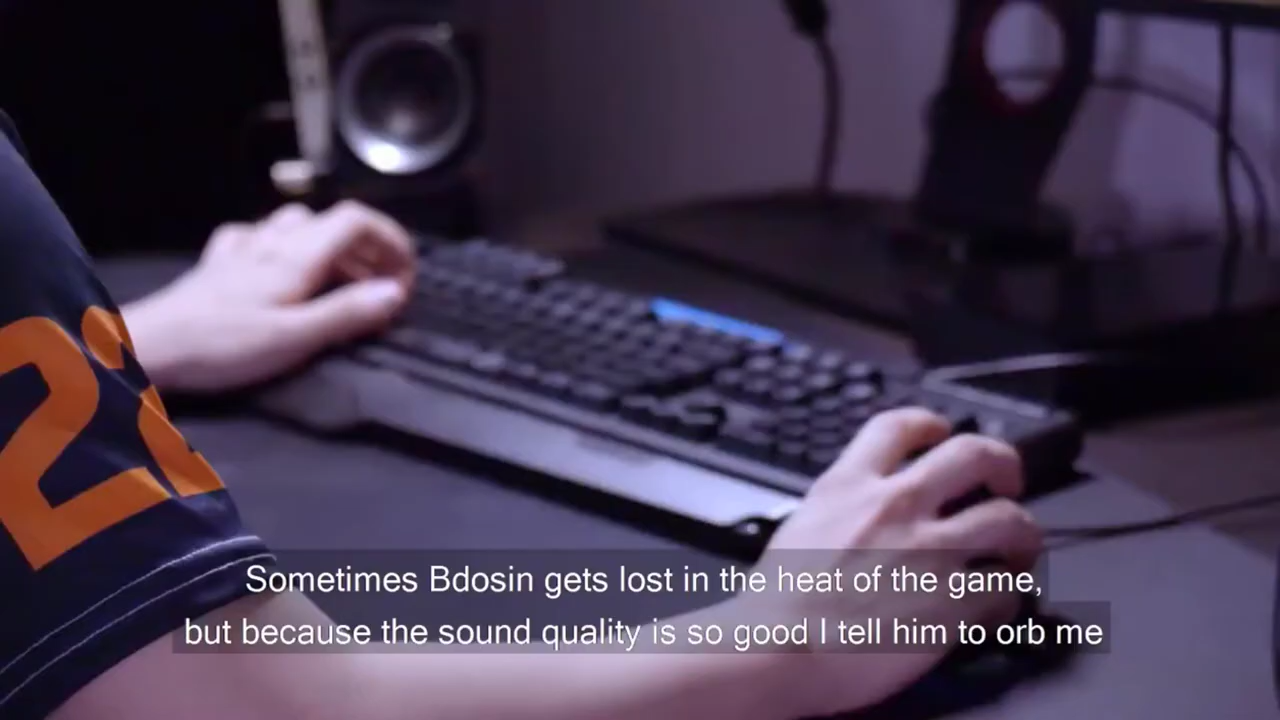 22
Sometimes Bdosin gets lost in the heat of the game,
but because the sound quality is so good I tell him to orb me